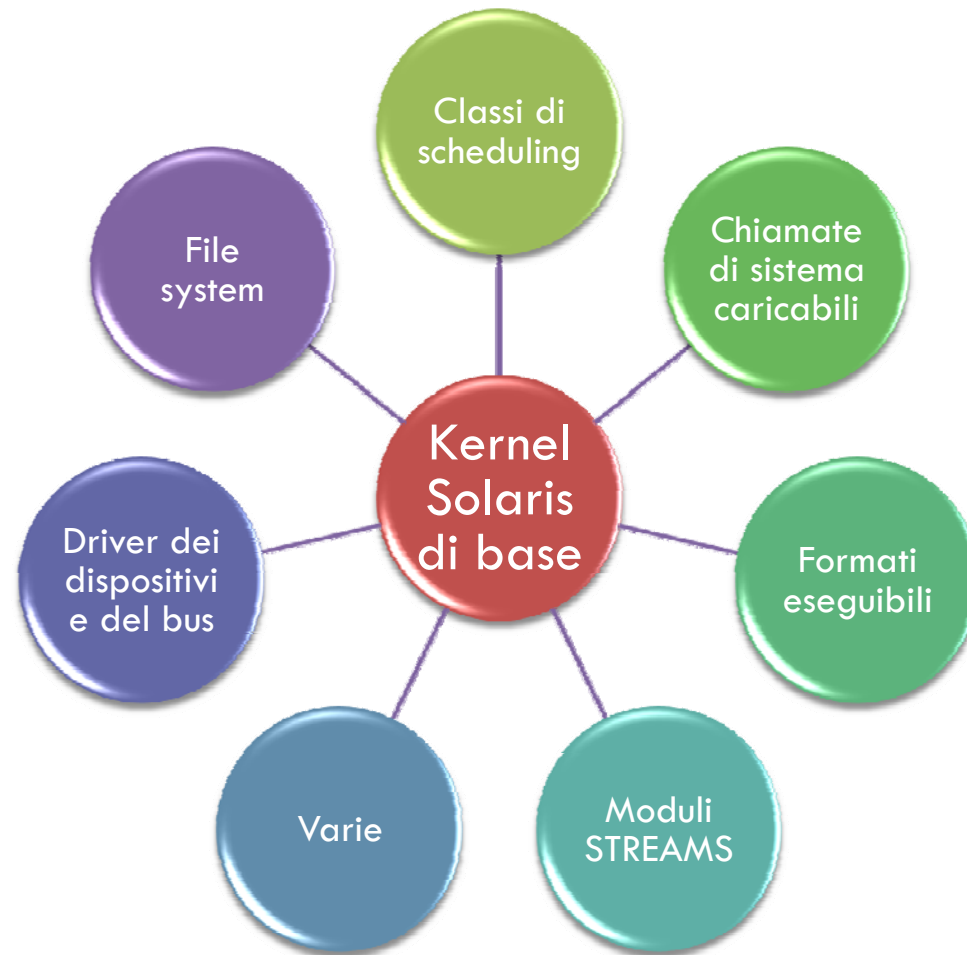 Classi di
scheduling
Chiamate
di sistema
caricabili
Formati
eseguibili
Moduli
STREAMS
Varie
Driver dei
dispositivi
e del bus
File
system
Kernel
Solaris
di base